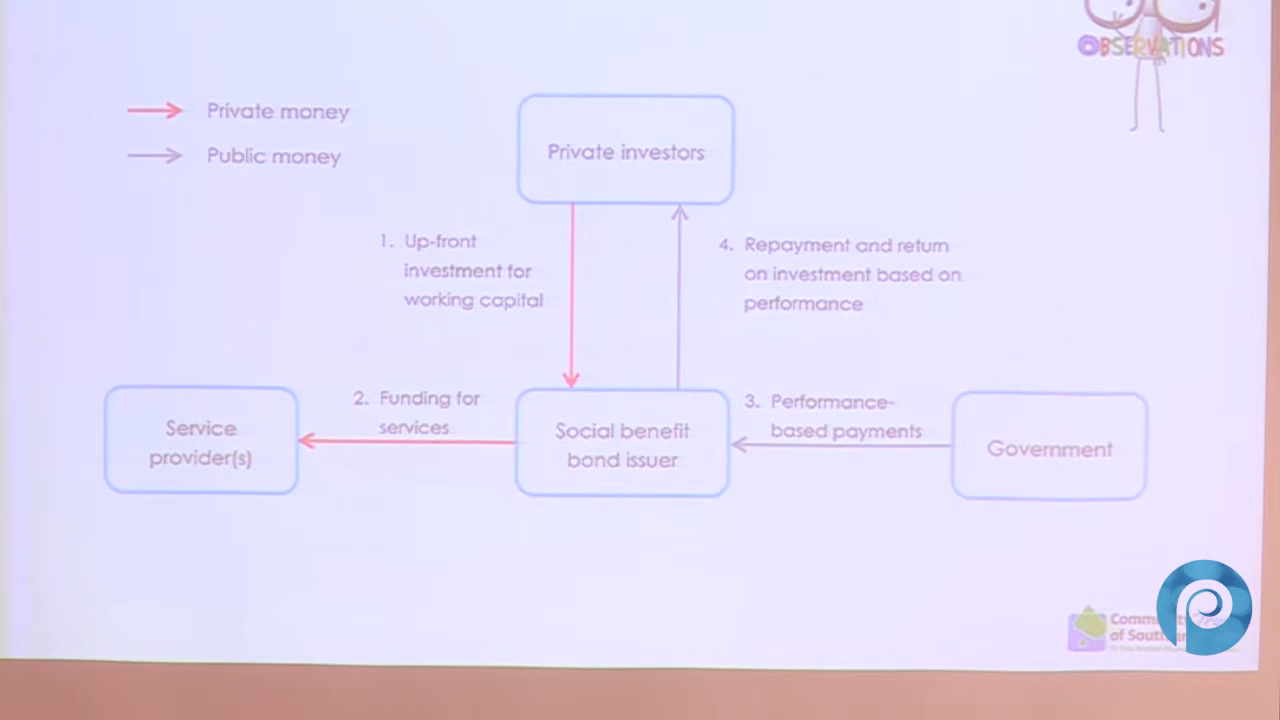 OBSERVATIONS
Private money
Public money
Private investors
1. Up-front
investment for
working capital
4. Repayment and return
on investment based on
performance
2. Funding for
services
3. Performance-
based payments
Service
provider(s)
Social benefit
bond issuer
Government
of